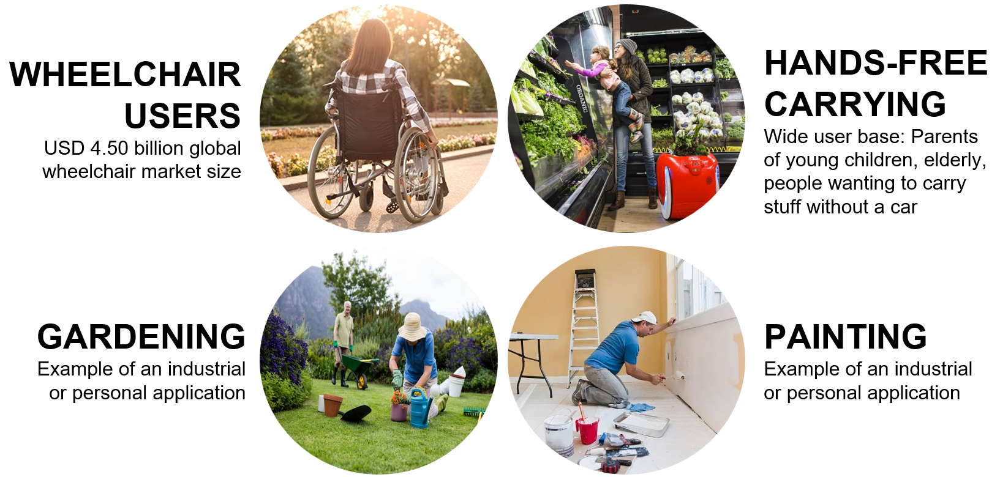 WHEELCHAIR
USERS
USD 4.50 billion global
wheelchair market size
ORGANIC
HANDS-FREE
CARRYING
Wide user base: Parents
of young children, elderly,
people wanting to carry
stuff without a car
GARDENING
Example of an industrial
or personal application
PAINTING
Example of an industrial
or personal application